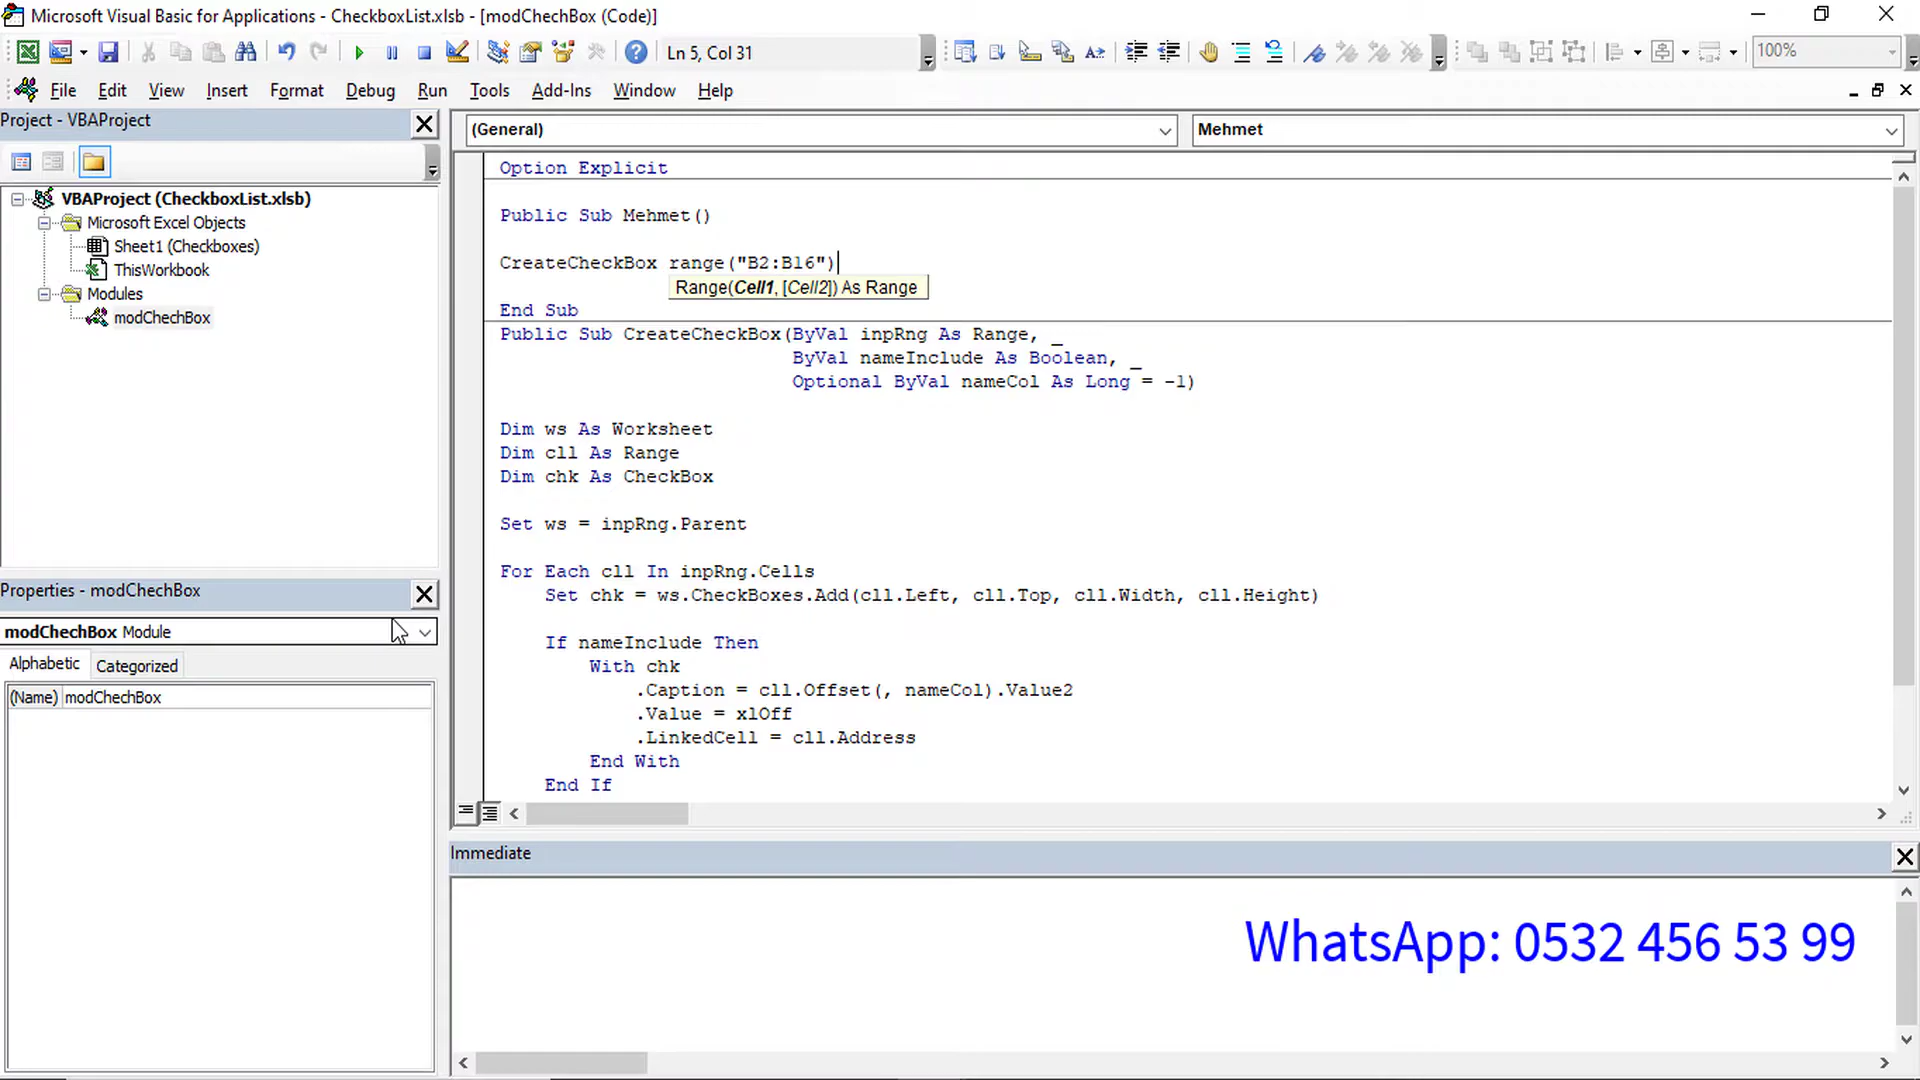 Microsoft Visual Basic for Applications - CheckboxList.xlsb - [modChechBox (Code)]
Ln 5, Col 31
100%
File Edit View Insert Format Debug Run Tools Add-Ins Window Help
Project - VBAProject
(General)
Mehmet
VBAProject (CheckboxList.xlsb)
Microsoft Excel Objects
Sheet1 (Checkboxes)
ThisWorkbook
Modules
modChechBox
Properties - modChechBox
modChechBox Module
Alphabetic Categorized
(Name) modChechBox
Option Explicit
Public Sub Mehmet()
CreateCheckBox range("B2:B16")
Range(Cell1, [Cell2]) As Range
End Sub
Public Sub CreateCheckBox(ByVal inpRng As Range, _
ByVal nameInclude As Boolean, _
Optional ByVal nameCol As Long = -1)
Dim ws As Worksheet
Dim cll As Range
Dim chk As CheckBox
Set ws = inpRng.Parent
For Each cll In inpRng.Cells
Set chk = ws.CheckBoxes.Add(cll.Left, cll.Top, cll.Width, cll.Height)
If nameInclude Then
With chk
.Caption = cll.Offset(, nameCol).Value2
.Value = xlOff
.LinkedCell = cll.Address
End With
End If
Immediate
WhatsApp: 0532 456 53 99